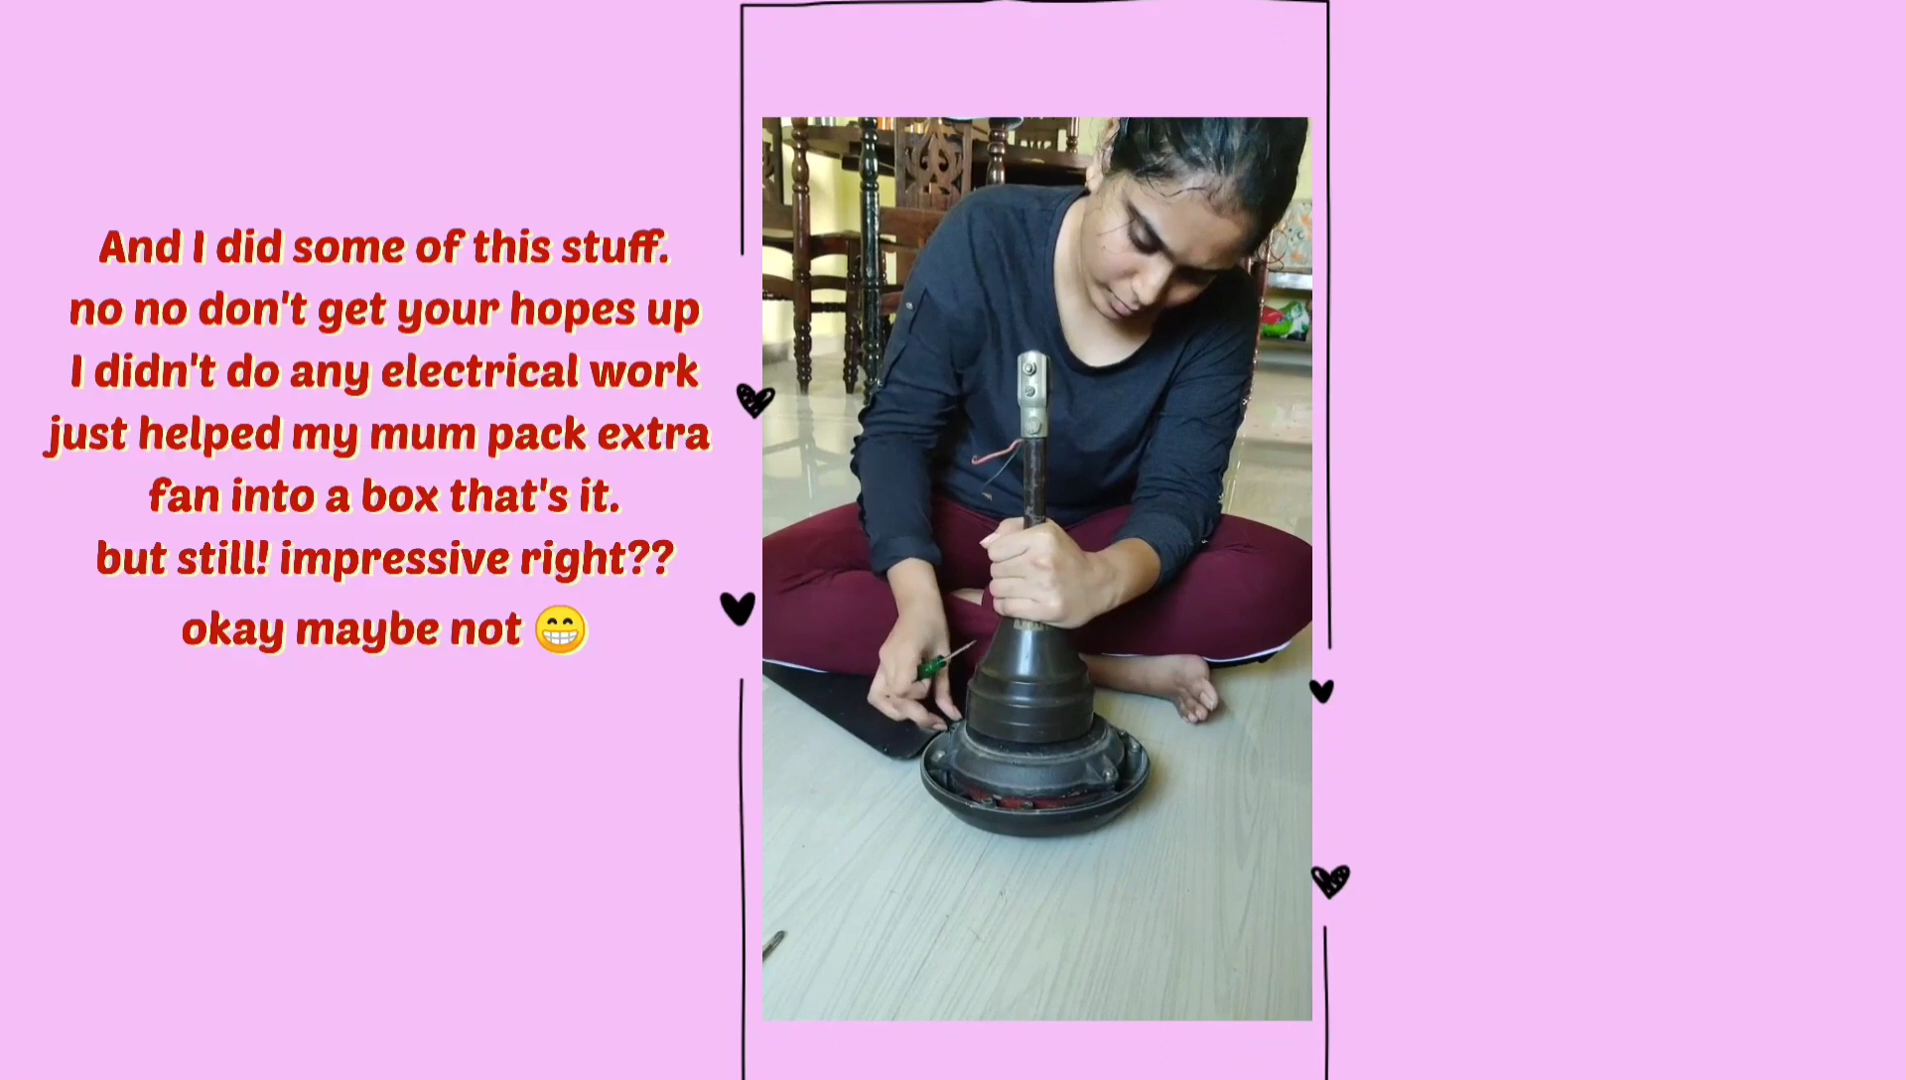 And I did some of this stuff.
no no don't get your hopes up
I didn't do any electrical work
just helped my mum pack extra
fan into a box that's it.
but still! impressive right??
okay maybe not 😁